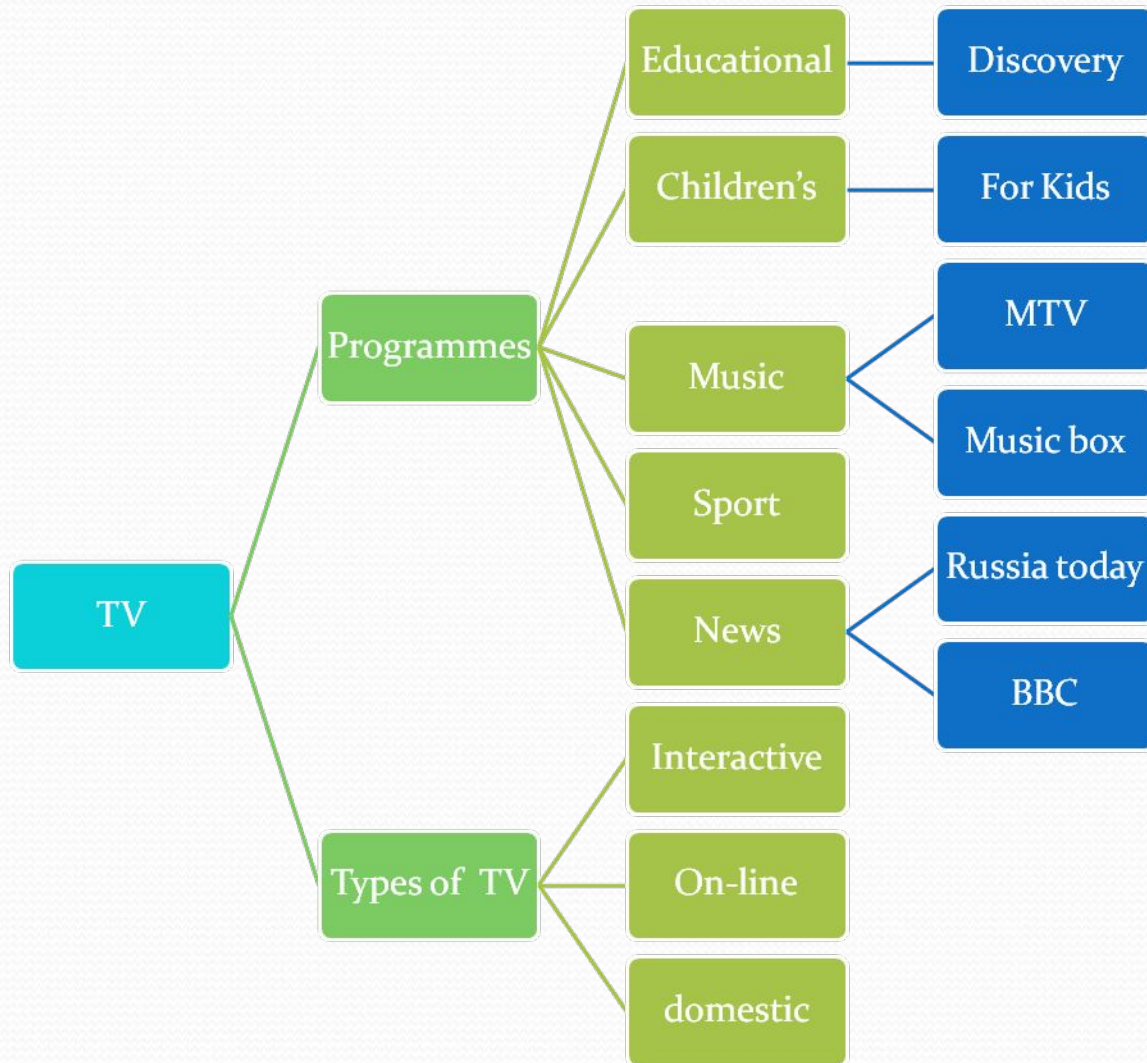 TV
Programmes
Educational
Discovery
Children's
For Kids
Music
MTV
Music box
Sport
News
Russia today
BBC
Types of TV
Interactive
On-line
domestic